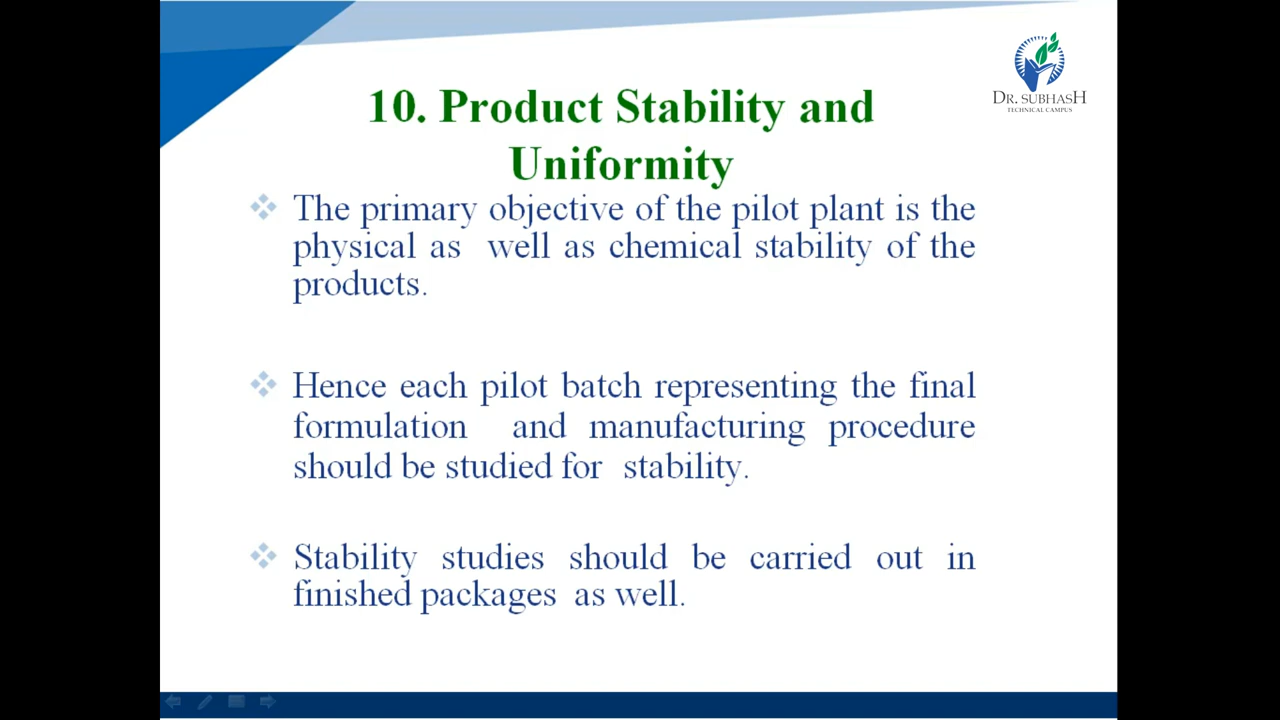 DR. SUBHASH
TECHNICAL CAMPUS
10. Product Stability and
Uniformity
The primary objective of the pilot plant is the
physical as well as chemical stability of the
products.
Hence each pilot batch representing the final
formulation and manufacturing procedure
should be studied for stability.
Stability studies should be carried out in
finished packages as well.